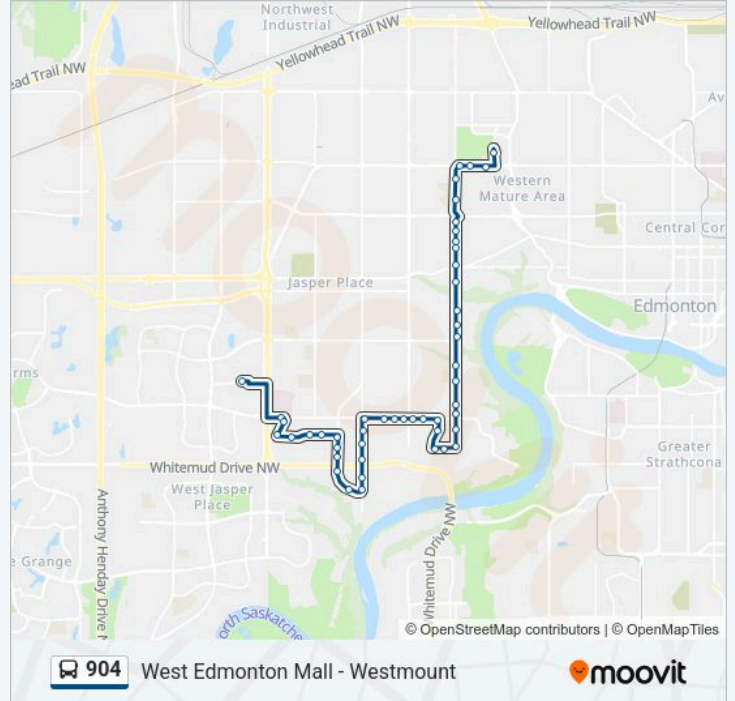 Northwest
Industrial
Yellowhead Trail NW
Yellowhead Trail NW
ead Trail NW
Av
Western
Mature Area
Central Cor
Jasper Place
Edmonton
rms
Greater
Strathcona
Whitemud Drive NW
West Jasper
Place
Anthony Henday Drive N
Whitemud Drive NW
e Grange
orth Saskatche
© OpenStreetMap contributors | © OpenMapTiles
904 West Edmonton Mall - Westmount
moovit